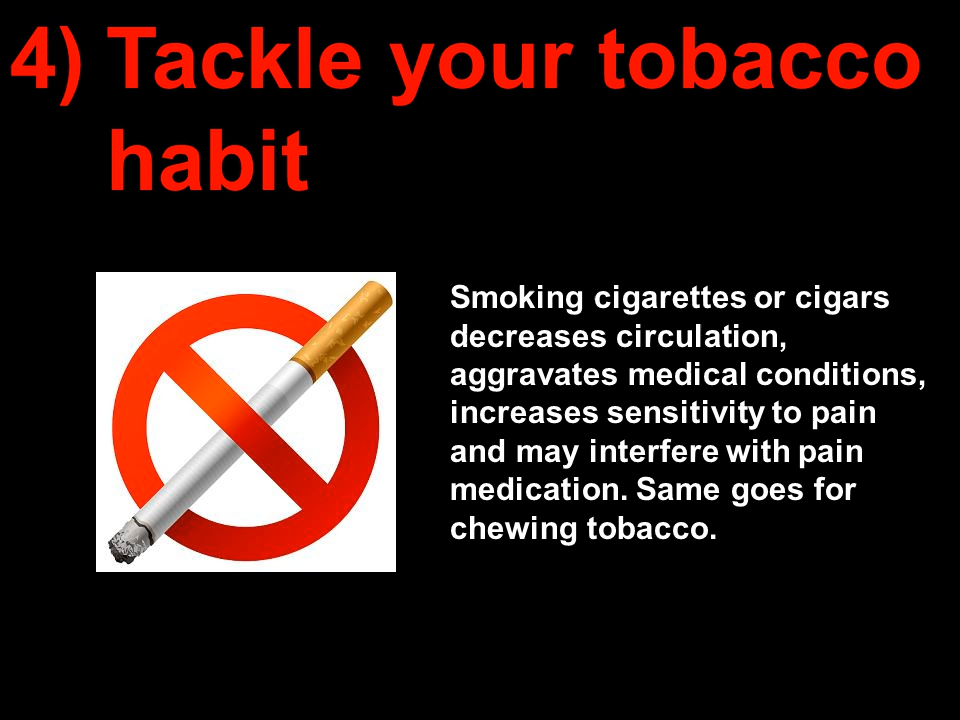 4) Tackle your tobacco
habit
Smoking cigarettes or cigars
decreases circulation,
aggravates medical conditions,
increases sensitivity to pain
and may interfere with pain
medication. Same goes for
chewing tobacco.